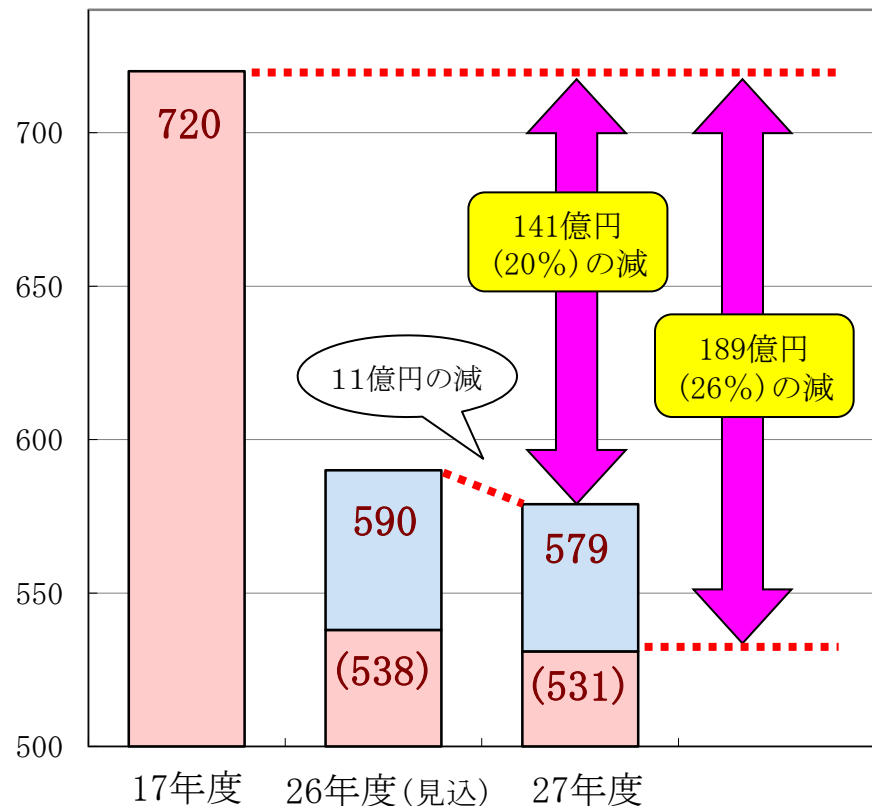 700
650
600
550
500
720
590
(538)
579
(531)
11億円の減
141億円
(20%)の減
189億円
(26%)の減
17年度
26年度(見込)
27年度